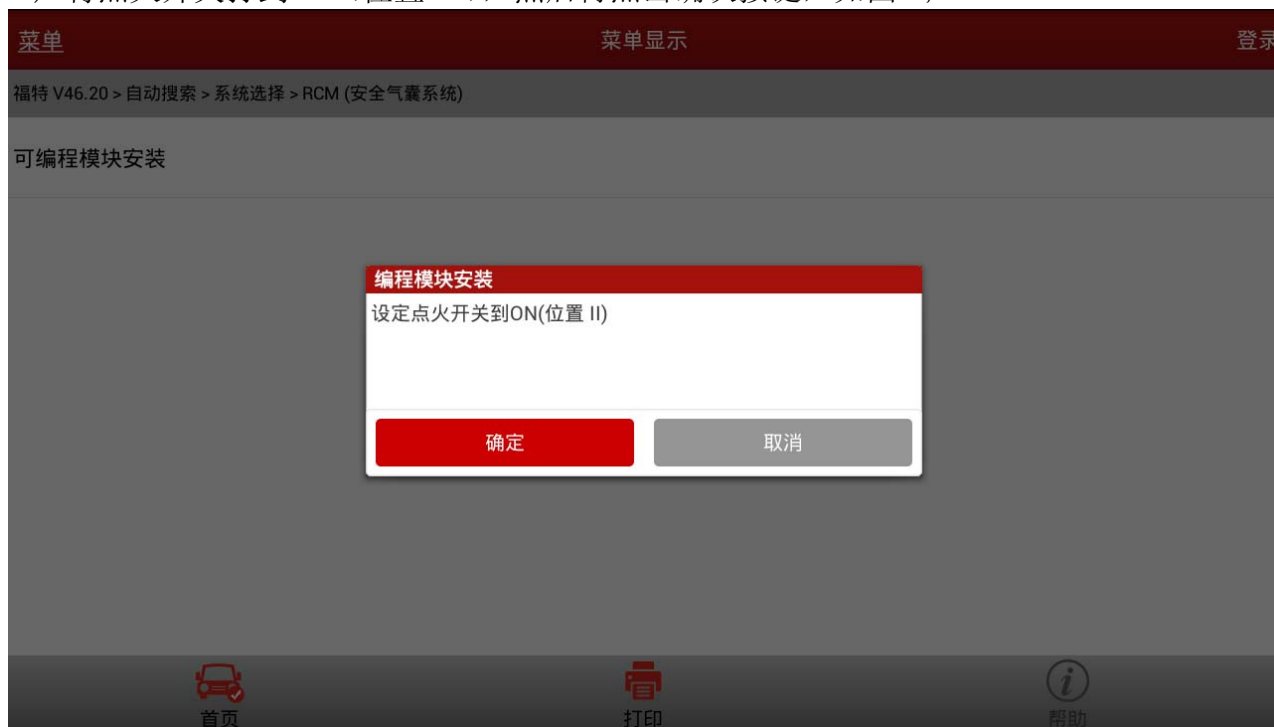 菜单
菜单显示
登录
福特 V46.20 > 自动搜索 > 系统选择 > RCM (安全气囊系统)
可编程模块安装
编程模块安装
设定点火开关到ON(位置 II)
确定
取消
首页
打印
帮助